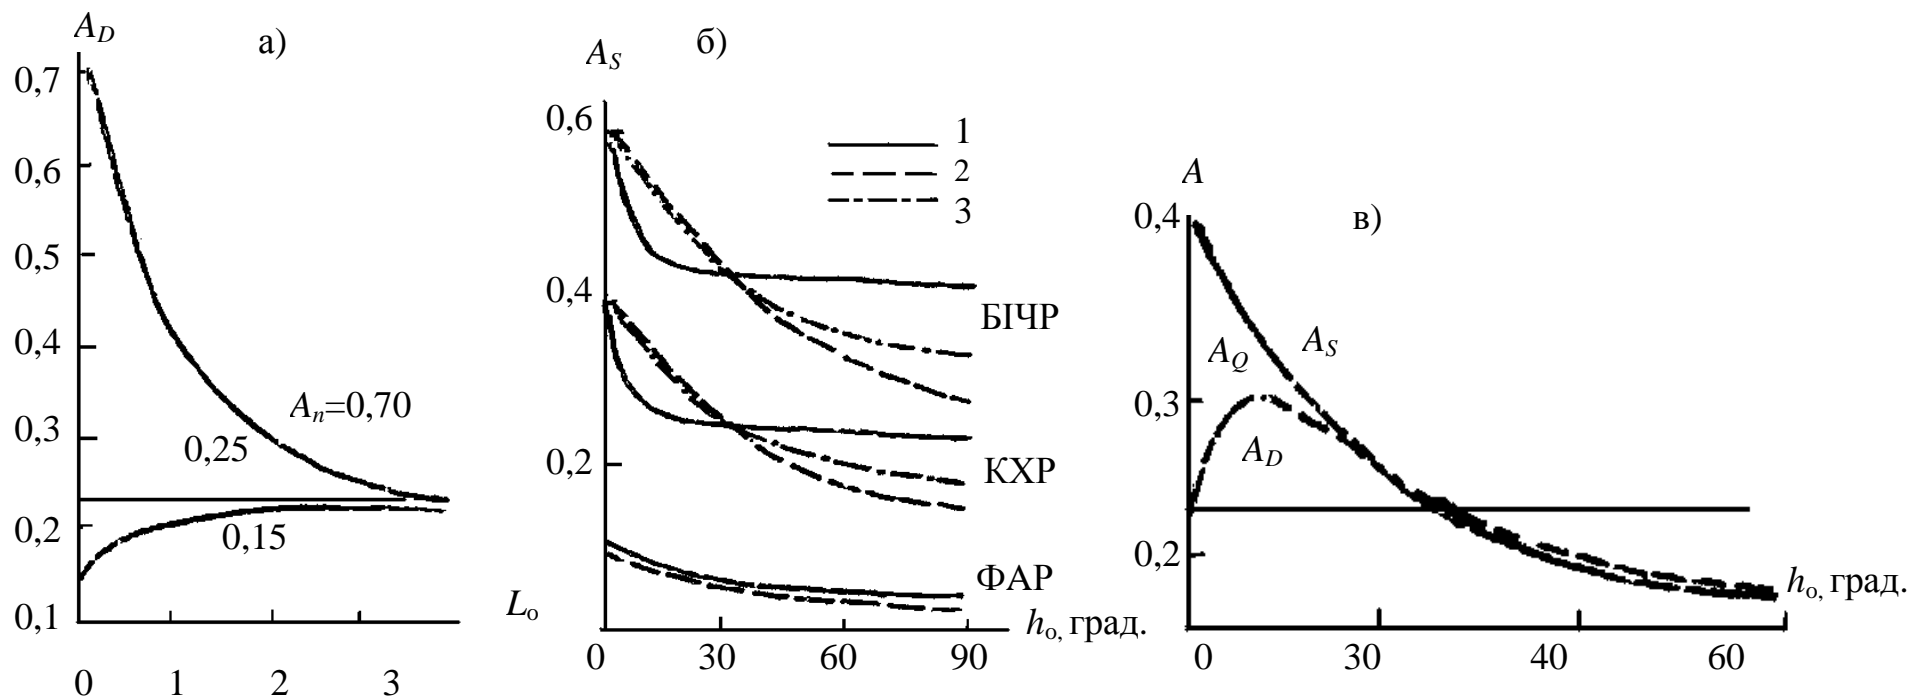 а)
A_D
0,7
0,6
0,5
0,4
0,3
0,2
0,1
A_n=0,70
0,25
0,15
L_o
0 1 2 3
б)
A_S
0,6
0,4
0,2
1
2
3
БІЧР
КХР
ФАР
h_o, град.
0 30 60 90
в)
A
0,4
0,3
0,2
A_Q
A_S
A_D
h_o, град.
0 30 40 60